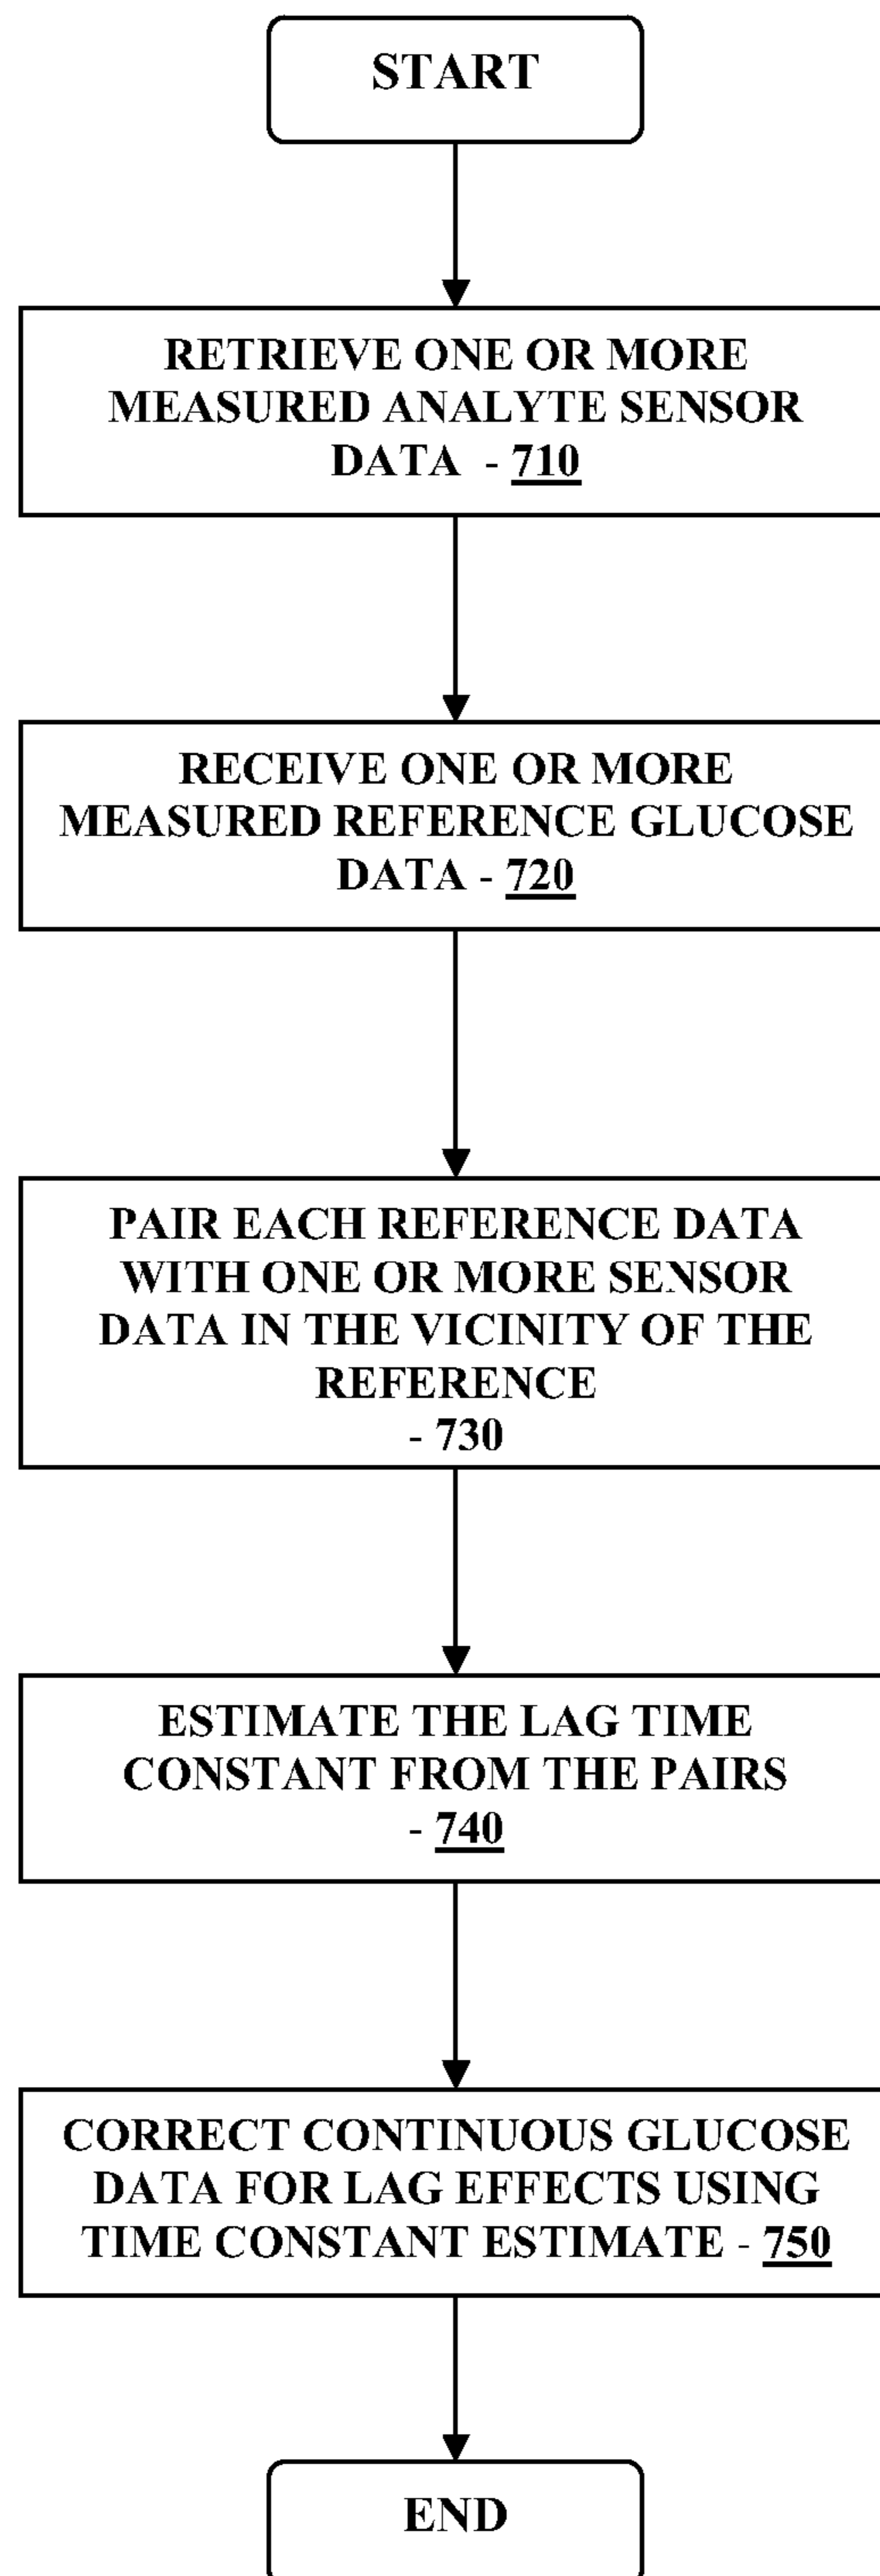 START
RETRIEVE ONE OR MORE
MEASURED ANALYTE SENSOR
DATA - 710
RECEIVE ONE OR MORE
MEASURED REFERENCE GLUCOSE
DATA - 720
PAIR EACH REFERENCE DATA
WITH ONE OR MORE SENSOR
DATA IN THE VICINITY OF THE
REFERENCE
- 730
ESTIMATE THE LAG TIME
CONSTANT FROM THE PAIRS
- 740
CORRECT CONTINUOUS GLUCOSE
DATA FOR LAG EFFECTS USING
TIME CONSTANT ESTIMATE - 750
END